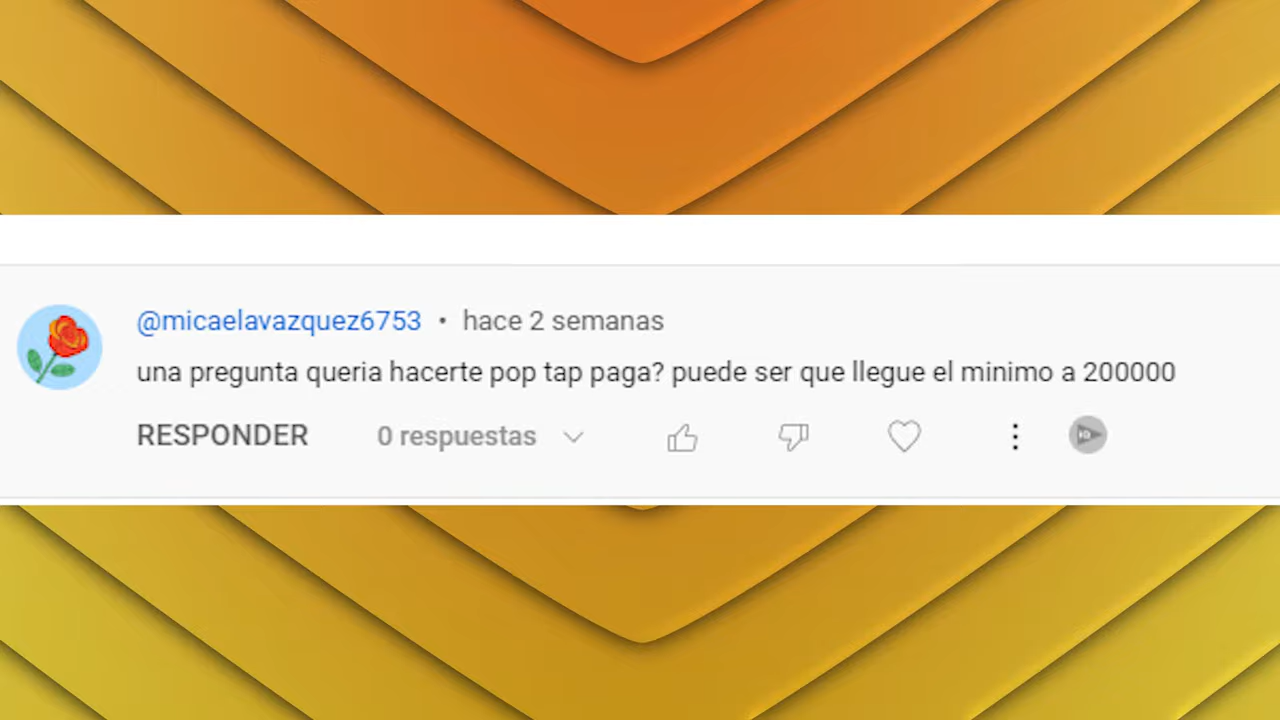 @micaelavazquez6753 • hace 2 semanas
una pregunta queria hacerte pop tap paga? puede ser que llegue el minimo a 200000
RESPONDER 0 respuestas